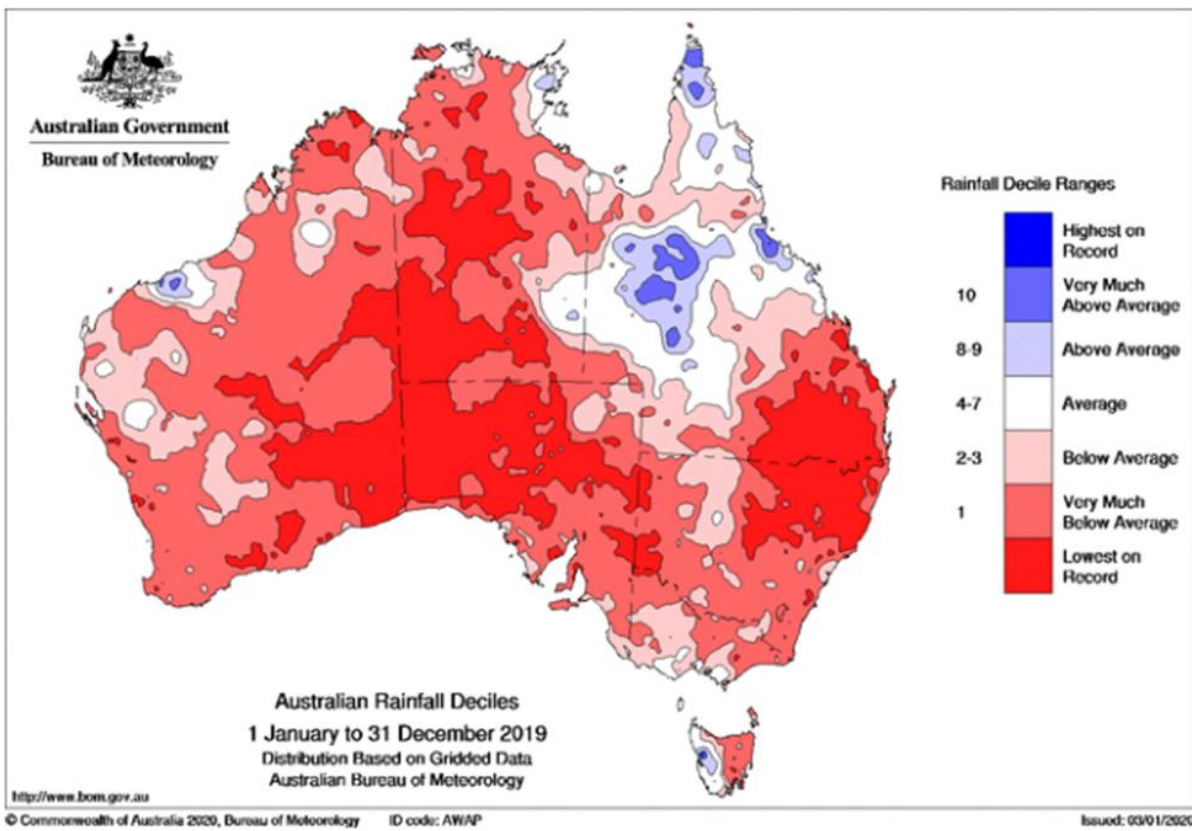 Australian Government
Bureau of Meteorology
Rainfall Decile Ranges
Highest on
Record
10
Very Much
Above Average
8-9
Above Average
4-7
Average
2-3
Below Average
1
Very Much
Below Average
Lowest on
Record
Australian Rainfall Deciles
1 January to 31 December 2019
Distribution Based on Gridded Data
Australian Bureau of Meteorology
http://www.bom.gov.au
© Commonwealth of Australia 2020, Bureau of Meteorology ID code: AWAP Issued: 03/01/2020